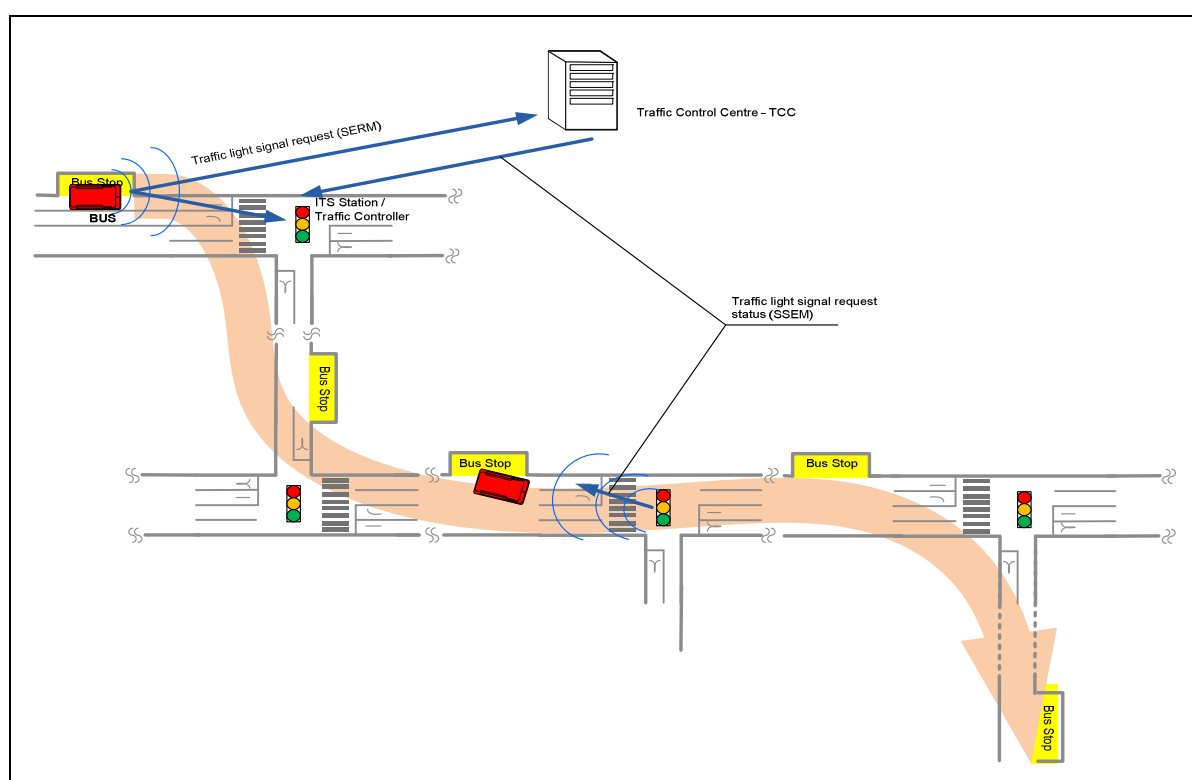 Traffic Control Centre – TCC
Traffic light signal request (SERM)
Bus Stop
BUS
ITS Station /
Traffic Controller
Traffic light signal request
status (SSEM)
Bus Stop
Bus Stop
Bus Stop
Bus Stop